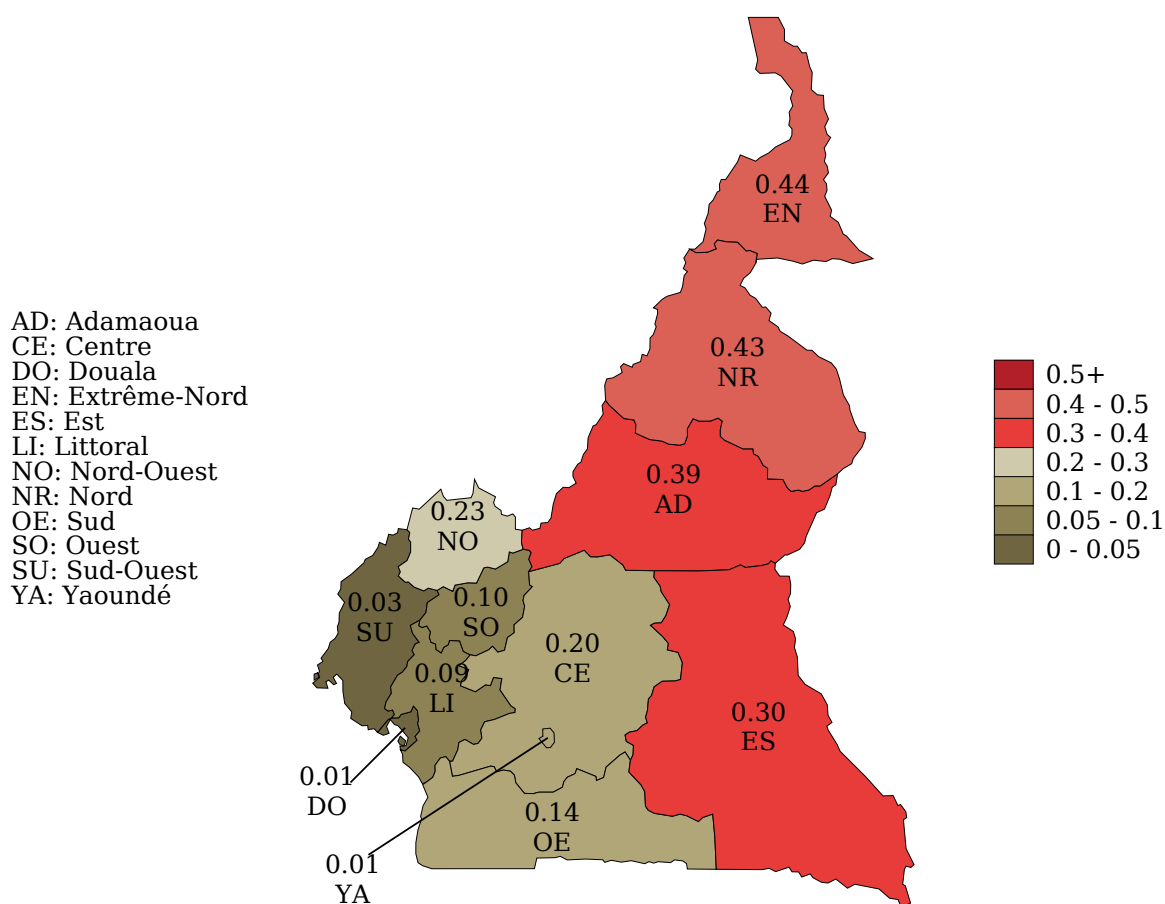 0.44
EN
0.43
NR
0.39
AD
0.23
NO
0.03
SU
0.10
SO
0.20
CE
0.09
LI
0.30
ES
0.01
DO
0.14
OE
0.01
YA
AD: Adamaoua
CE: Centre
DO: Douala
EN: Extrême-Nord
ES: Est
LI: Littoral
NO: Nord-Ouest
NR: Nord
OE: Sud
SO: Ouest
SU: Sud-Ouest
YA: Yaoundé
0.5+
0.4 - 0.5
0.3 - 0.4
0.2 - 0.3
0.1 - 0.2
0.05 - 0.1
0 - 0.05